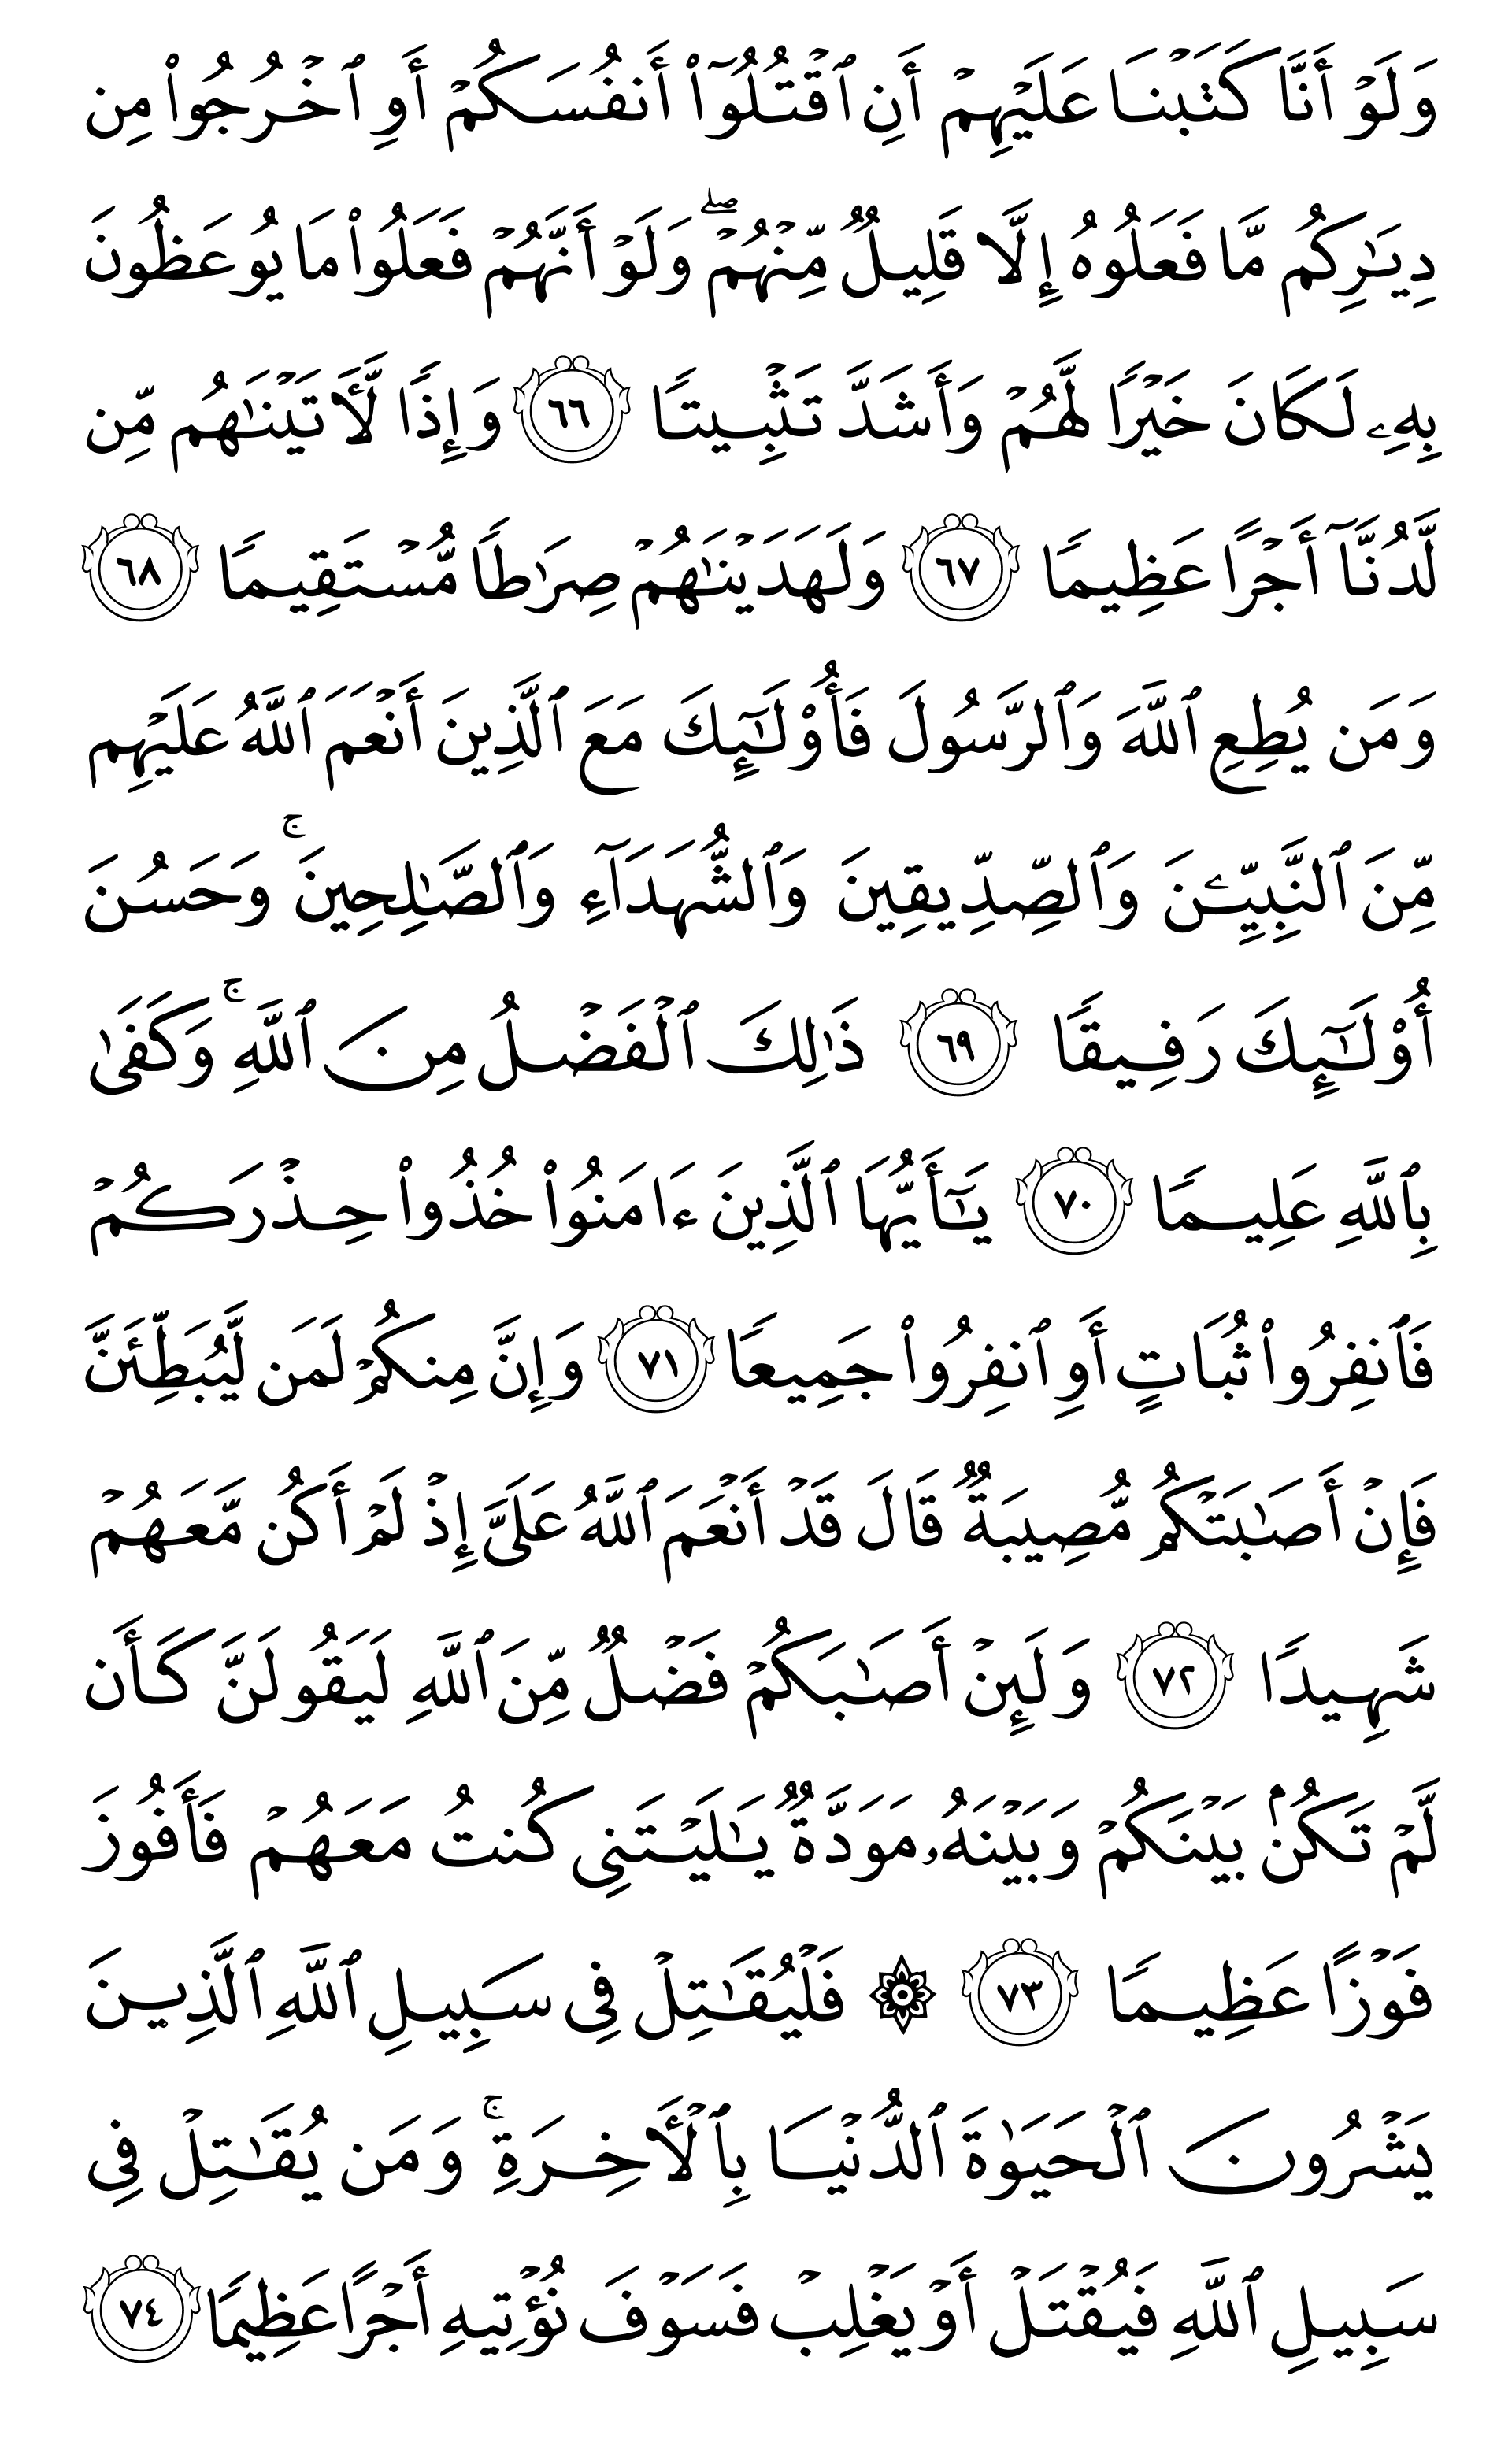 وَلَوۡ أَنَّا كَتَبۡنَا عَلَيۡهِمۡ أَنِ ٱقۡتُلُوٓاْ أَنفُسَكُمۡ أَوِ ٱخۡرُجُواْ مِن
دِيَٰرِكُم مَّا فَعَلُوهُ إِلَّا قَلِيلٞ مِّنۡهُمۡۖ وَلَوۡ أَنَّهُمۡ فَعَلُواْ مَا يُوعَظُونَ
بِهِۦ لَكَانَ خَيۡرٗا لَّهُمۡ وَأَشَدَّ تَثۡبِيتٗا ٦٦ وَإِذٗا لَّأٓتَيۡنَٰهُم مِّن
لَّدُنَّآ أَجۡرًا عَظِيمٗا ٦٧ وَلَهَدَيۡنَٰهُمۡ صِرَٰطٗا مُّسۡتَقِيمٗا ٦٨
وَمَن يُطِعِ ٱللَّهَ وَٱلرَّسُولَ فَأُوْلَٰٓئِكَ مَعَ ٱلَّذِينَ أَنۡعَمَ ٱللَّهُ عَلَيۡهِم
مِّنَ ٱلنَّبِيِّـۧنَ وَٱلصِّدِّيقِينَ وَٱلشُّهَدَآءِ وَٱلصَّٰلِحِينَۚ وَحَسُنَ
أُوْلَٰٓئِكَ رَفِيقٗا ٦٩ ذَٰلِكَ ٱلۡفَضۡلُ مِنَ ٱللَّهِۚ وَكَفَىٰ
بِٱللَّهِ عَلِيمٗا ٧٠ يَٰٓأَيُّهَا ٱلَّذِينَ ءَامَنُواْ خُذُواْ حِذۡرَكُمۡ
فَٱنفِرُواْ ثُبَاتٍ أَوِ ٱنفِرُواْ جَمِيعٗا ٧١ وَإِنَّ مِنكُمۡ لَمَن لَّيُبَطِّئَنَّ
فَإِنۡ أَصَٰبَتۡكُم مُّصِيبَةٞ قَالَ قَدۡ أَنۡعَمَ ٱللَّهُ عَلَيَّ إِذۡ لَمۡ أَكُن مَّعَهُمۡ
شَهِيدٗا ٧٢ وَلَئِنۡ أَصَٰبَكُمۡ فَضۡلٞ مِّنَ ٱللَّهِ لَيَقُولَنَّ كَأَن
لَّمۡ تَكُنۢ بَيۡنَكُمۡ وَبَيۡنَهُۥ مَوَدَّةٞ يَٰلَيۡتَنِي كُنتُ مَعَهُمۡ فَأَفُوزَ
فَوۡزًا عَظِيمٗا ٧٣ ۞ فَلۡيُقَٰتِلۡ فِي سَبِيلِ ٱللَّهِ ٱلَّذِينَ
يَشۡرُونَ ٱلۡحَيَوٰةَ ٱلدُّنۡيَا بِٱلۡأٓخِرَةِۚ وَمَن يُقَٰتِلۡ فِي
سَبِيلِ ٱللَّهِ فَيُقۡتَلۡ أَوۡ يَغۡلِبۡ فَسَوۡفَ نُؤۡتِيهِ أَجۡرًا عَظِيمٗا ٧٤